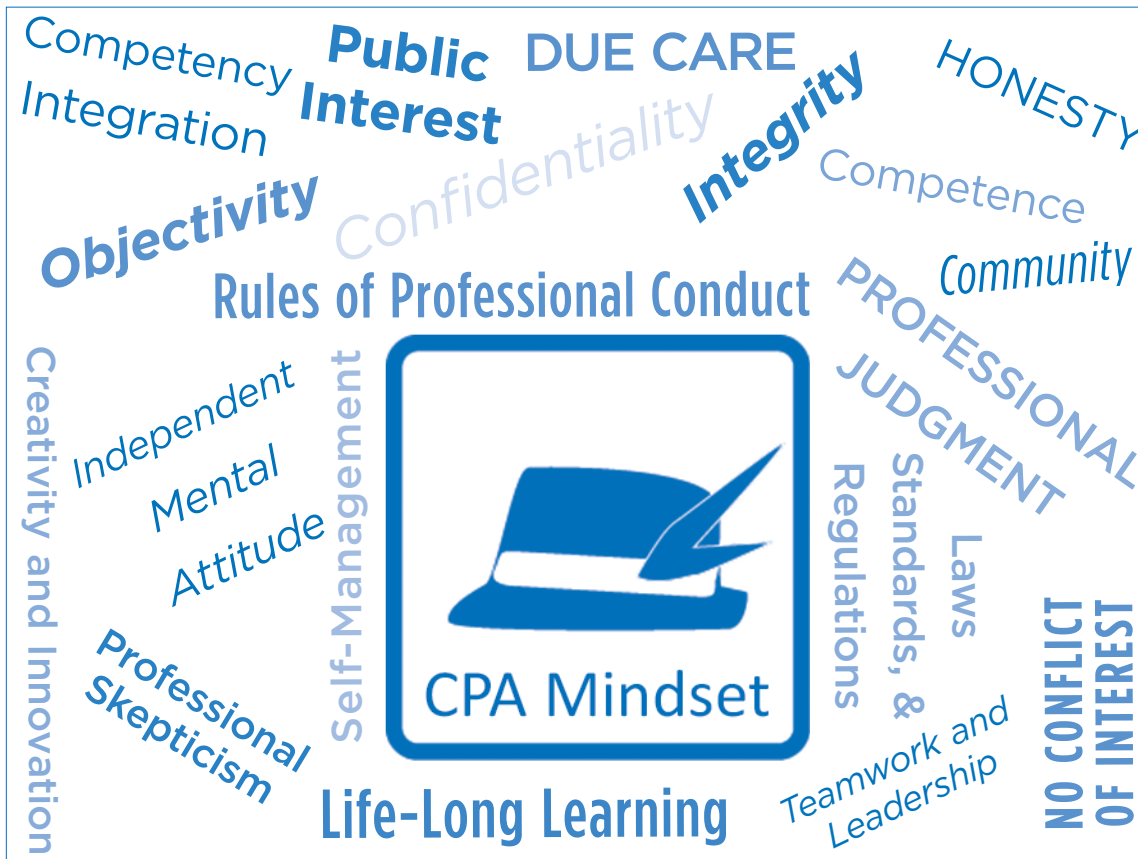 Competency
Integration
Public
Interest
DUE CARE
Integrity
HONESTY
Confidentiality
Competence
Objectivity
Community
Rules of Professional Conduct
PROFESSIONAL
JUDGMENT
Creativity and Innovation
Independent
Mental
Attitude
Self-Management
CPA Mindset
Regulations
Standards, &
Laws
Professional
Skepticism
NO CONFLICT
OF INTEREST
Teamwork and
Leadership
Life-Long Learning